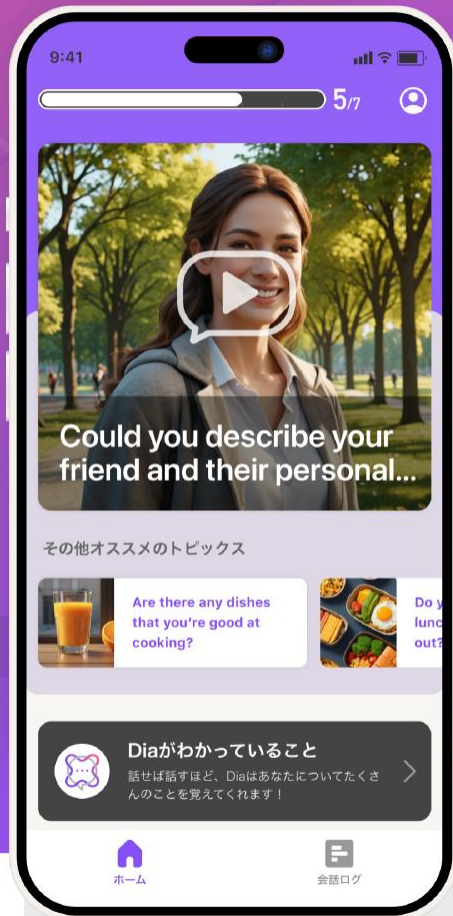 9:41
5/7
Could you describe your
friend and their personal...
その他オススメのトピックス
Are there any dishes
that you're good at
cooking?
Do y
lunc
out?
Diaがわかっていること
話せば話すほど、Diaはあなたについてたくさ
んのことを覚えてくれます！
ホーム
会話ログ